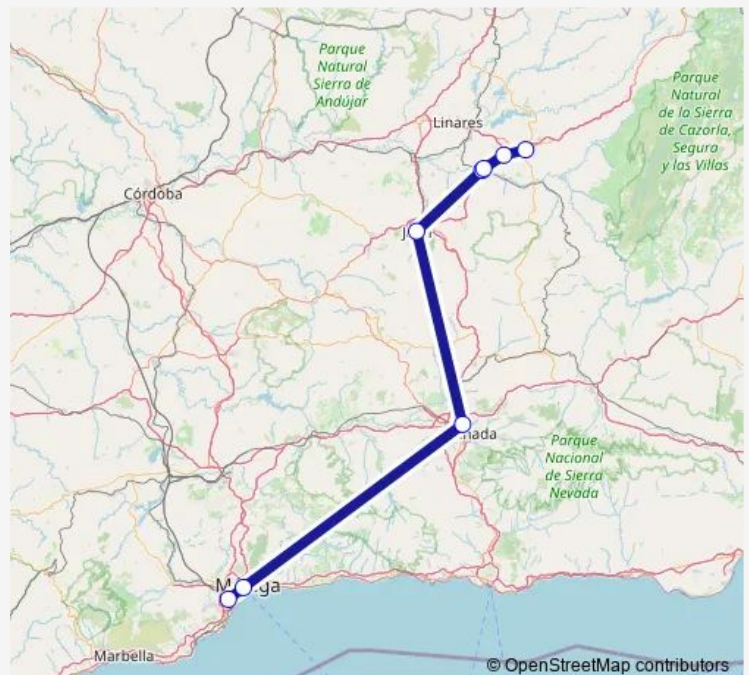 Parque
Natural
Sierra de
Andújar
Parque
Natural
de la Sierra
de Cazorla,
Segura
y las Villas
Linares
Córdoba
Parque
Nacional
de Sierra
Nevada
Marbella
© OpenStreetMap contributors